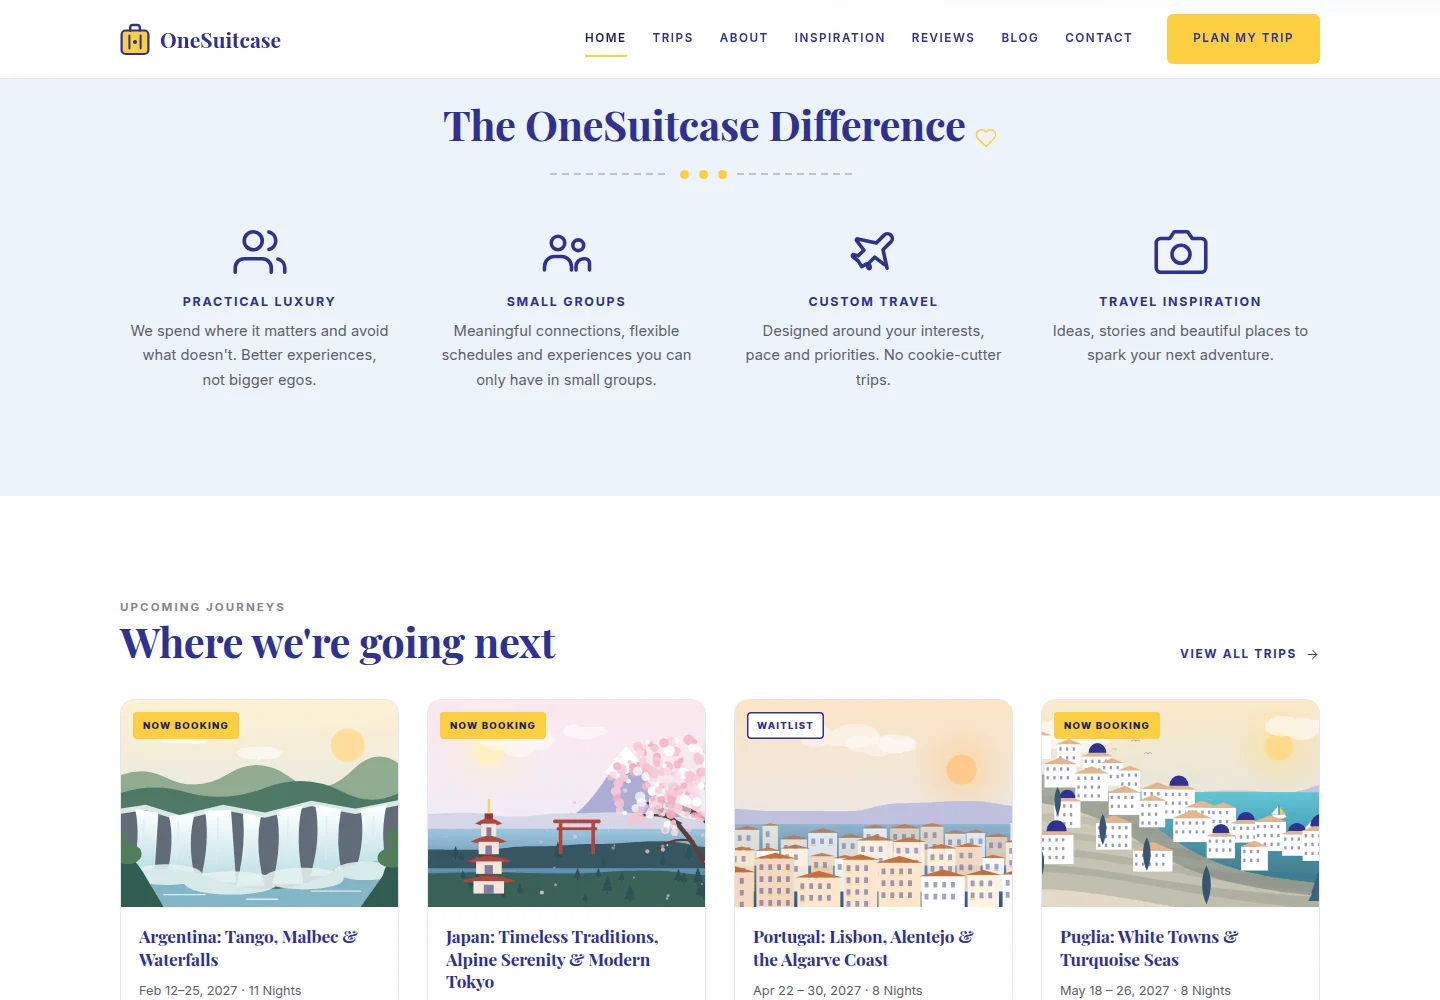 OneSuitcase
HOME
TRIPS
ABOUT
INSPIRATION
REVIEWS
BLOG
CONTACT
PLAN MY TRIP
The OneSuitcase Difference
PRACTICAL LUXURY
We spend where it matters and avoid
what doesn't. Better experiences,
not bigger egos.
SMALL GROUPS
Meaningful connections, flexible
schedules and experiences you can
only have in small groups.
CUSTOM TRAVEL
Designed around your interests,
pace and priorities. No cookie-cutter
trips.
TRAVEL INSPIRATION
Ideas, stories and beautiful places to
spark your next adventure.
UPCOMING JOURNEYS
Where we're going next
VIEW ALL TRIPS →
NOW BOOKING
Argentina: Tango, Malbec &
Waterfalls
Feb 12–25, 2027 · 11 Nights
NOW BOOKING
Japan: Timeless Traditions,
Alpine Serenity & Modern
Tokyo
WAITLIST
Portugal: Lisbon, Alentejo &
the Algarve Coast
Apr 22 – 30, 2027 · 8 Nights
NOW BOOKING
Puglia: White Towns &
Turquoise Seas
May 18 – 26, 2027 · 8 Nights